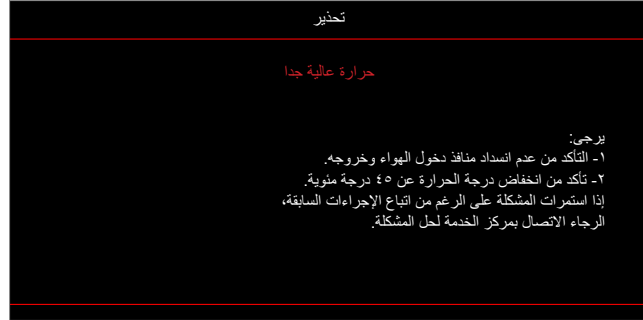 تحذير
حرارة عالية جدا
يرجى:
١- التأكد من عدم انسداد منافذ دخول الهواء وخروجه.
٢- تأكد من انخفاض درجة الحرارة عن ٤٥ درجة مئوية.
إذا استمرات المشكلة على الرغم من اتباع الإجراءات السابقة،
الرجاء الاتصال بمركز الخدمة لحل المشكلة.